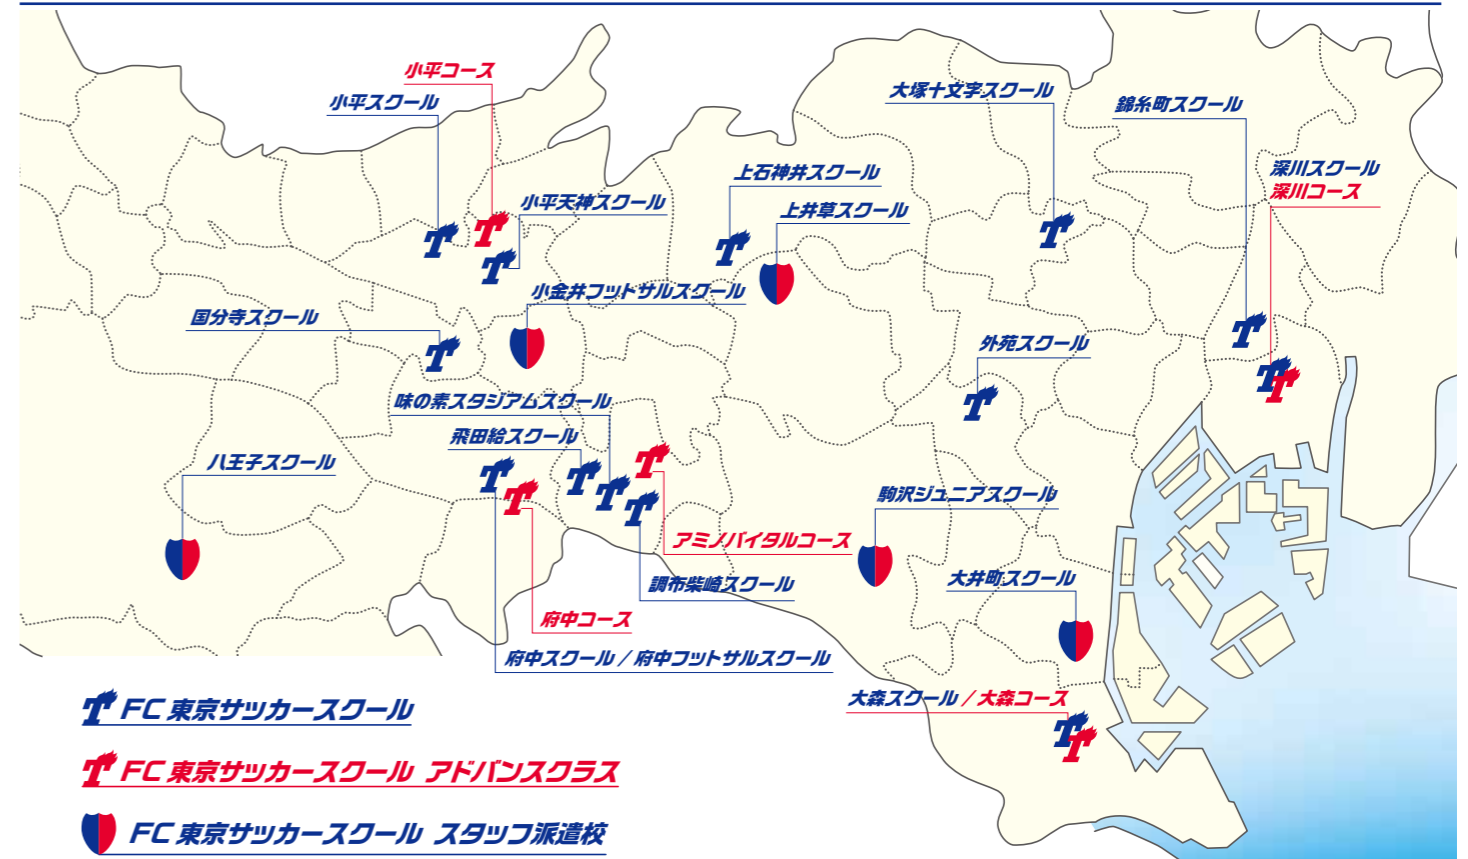 小平コース
小平スクール
大塚十文字スクール
錦糸町スクール
深川スクール
深川コース
上石神井スクール
小平天神スクール
上井草スクール
小金井フットサルスクール
国分寺スクール
外苑スクール
味の素スタジアムスクール
飛田給スクール
八王子スクール
駒沢ジュニアスクール
アミノバイタルコース
調布柴崎スクール
大井町スクール
府中コース
府中スクール / 府中フットサルスクール
大森スクール / 大森コース
FC東京サッカースクール
FC東京サッカースクール アドバンスクラス
FC東京サッカースクール スタッフ派遣校